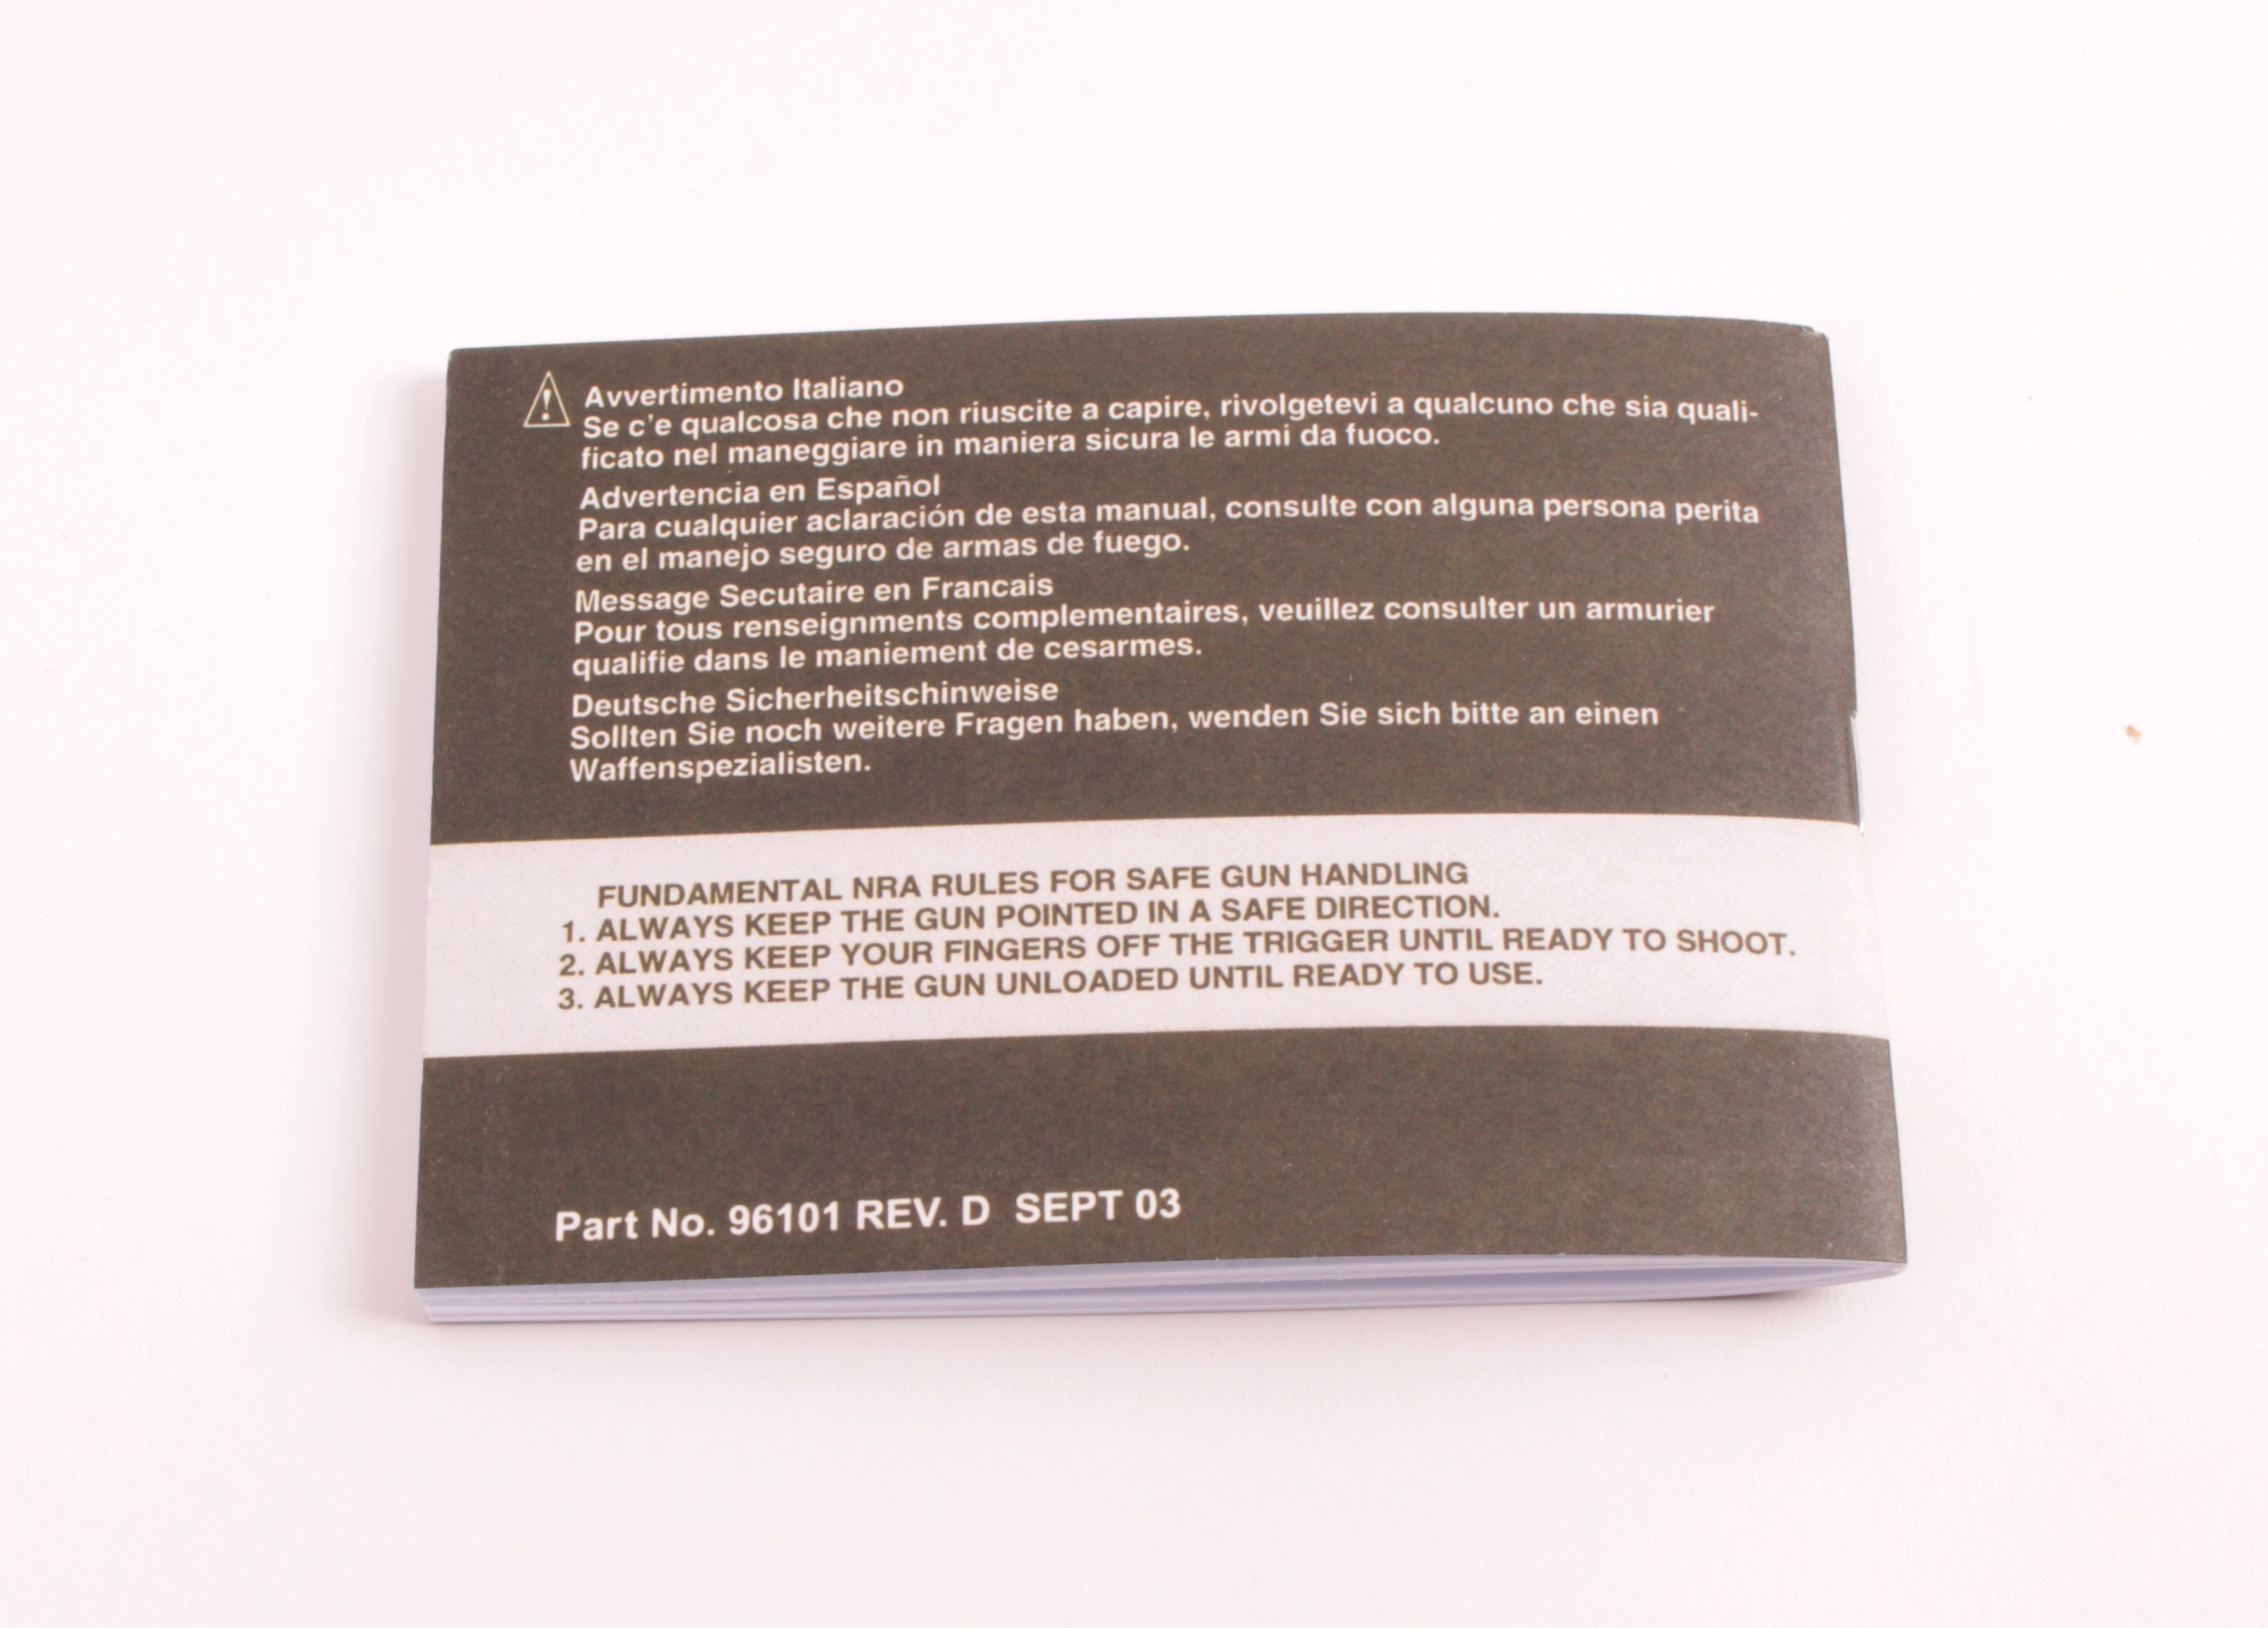 Avvertimento Italiano
Se c'e qualcosa che non riuscite a capire, rivolgetevi a qualcuno che sia quali-
ficato nel maneggiare in maniera sicura le armi da fuoco.
Advertencia en Español
Para cualquier aclaración de esta manual, consulte con alguna persona perita
en el manejo seguro de armas de fuego.
Message Secutaire en Francais
Pour tous renseignments complementaires, veuillez consulter un armurier
qualifie dans le maniement de cesarmes.
Deutsche Sicherheitschinweise
Sollten Sie noch weitere Fragen haben, wenden Sie sich bitte an einen
Waffenspezialisten.
FUNDAMENTAL NRA RULES FOR SAFE GUN HANDLING
1. ALWAYS KEEP THE GUN POINTED IN A SAFE DIRECTION.
2. ALWAYS KEEP YOUR FINGERS OFF THE TRIGGER UNTIL READY TO SHOOT.
3. ALWAYS KEEP THE GUN UNLOADED UNTIL READY TO USE.
Part No. 96101 REV. D SEPT 03